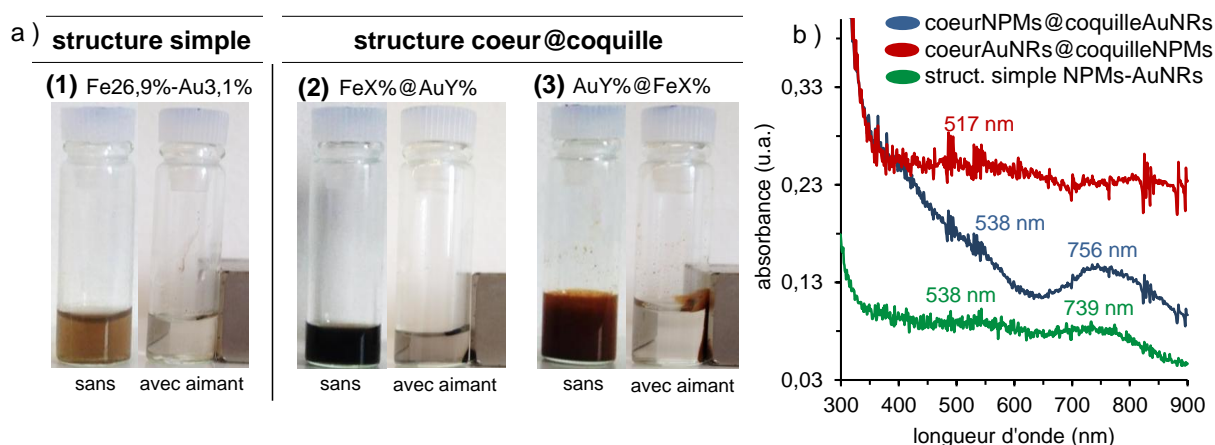 a )
structure simple
structure coeur@coquille
(1) Fe26,9%-Au3,1%
(2) FeX%@AuY%
(3) AuY%@FeX%
sans
avec aimant
sans
avec aimant
sans
avec aimant
b )
coeurNPMs@coquilleAuNRs
coeurAuNRs@coquilleNPMs
struct. simple NPMs-AuNRs
absorbance (u.a.)
0,33
0,23
0,13
0,03
517 nm
538 nm
756 nm
538 nm
739 nm
300 400 500 600 700 800 900
longueur d'onde (nm)